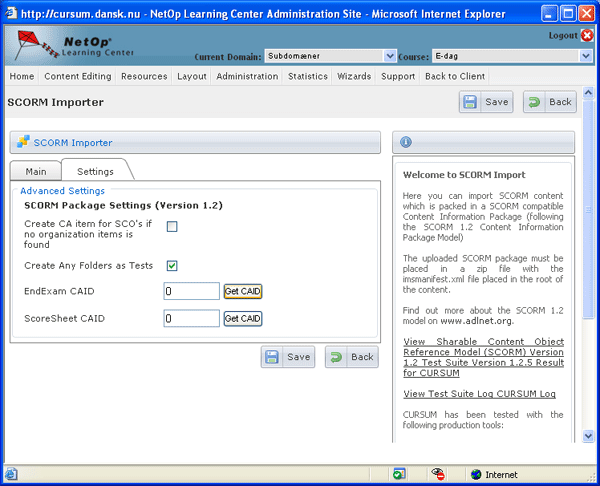 http://cursum.dansk.nu - NetOp Learning Center Administration Site - Microsoft Internet Explorer
NetOp®
Learning Center
Logout
Current Domain: Subdomæner Course: E-dag
Home Content Editing Resources Layout Administration Statistics Wizards Support Back to Client
SCORM Importer
Save Back
SCORM Importer
Main Settings
Advanced Settings
SCORM Package Settings (Version 1.2)
Create CA item for SCO's if
no organization items is
found
Create Any Folders as Tests
EndExam CAID 0 Get CAID
ScoreSheet CAID 0 Get CAID
Save Back
Welcome to SCORM Import
Here you can import SCORM content
which is packed in a SCORM compatible
Content Information Package (following
the SCORM 1.2 Content Information
Package Model)
The uploaded SCORM package must be
placed in a zip file with the
imsmanifest.xml file placed in the root of
the content.
Find out more about the SCORM 1.2
model on www.adlnet.org.
View Sharable Content Object
Reference Model (SCORM) Version
1.2 Test Suite Version 1.2.5 Result
for CURSUM
View Test Suite Log CURSUM Log
CURSUM has been tested with the
following production tools:
Internet